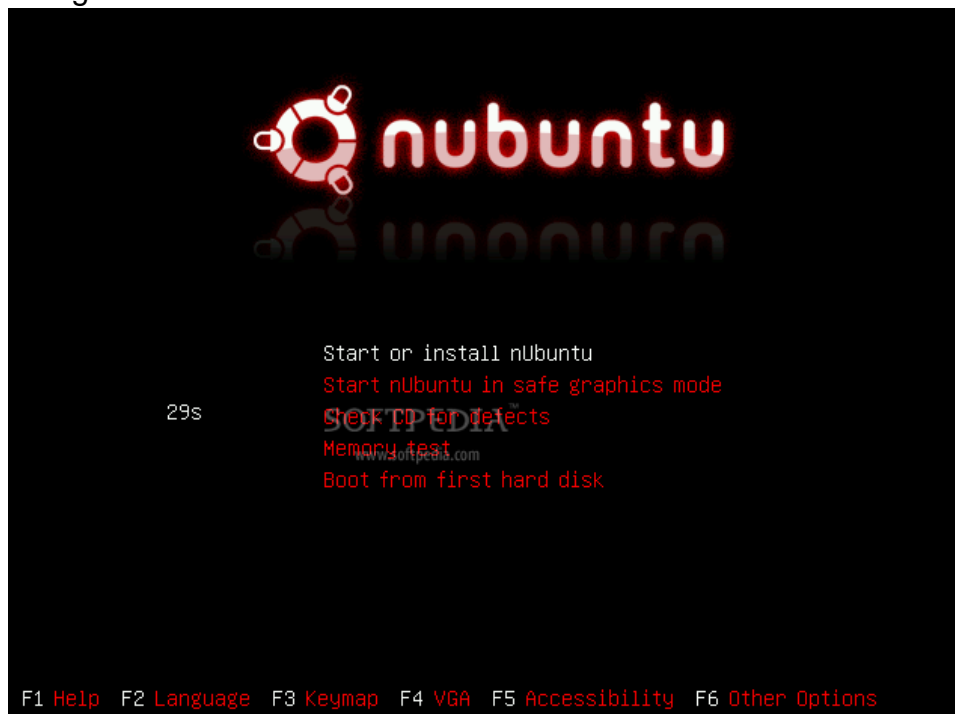 nubuntu
Start or install nUbuntu
Start nUbuntu in safe graphics mode
29s
Check CD for defects
SOFTPEDIA™
Memory test
www.softpedia.com
Boot from first hard disk
F1 Help F2 Language F3 Keymap F4 VGA F5 Accessibility F6 Other Options